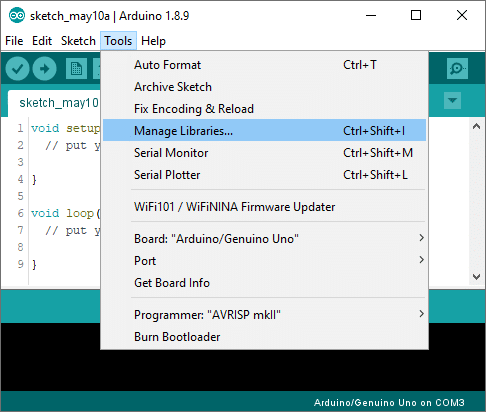 sketch_may10a | Arduino 1.8.9
File Edit Sketch Tools Help
Auto Format Ctrl+T
Archive Sketch
Fix Encoding & Reload
Manage Libraries... Ctrl+Shift+I
Serial Monitor Ctrl+Shift+M
Serial Plotter Ctrl+Shift+L
WiFi101 / WiFiNINA Firmware Updater
Board: "Arduino/Genuino Uno"
Port
Get Board Info
Programmer: "AVRISP mkII"
Burn Bootloader
sketch_may10
1 void setup
2 // put y
3
4 }
5
6 void loop(
7 // put y
8
9 }
Arduino/Genuino Uno on COM3